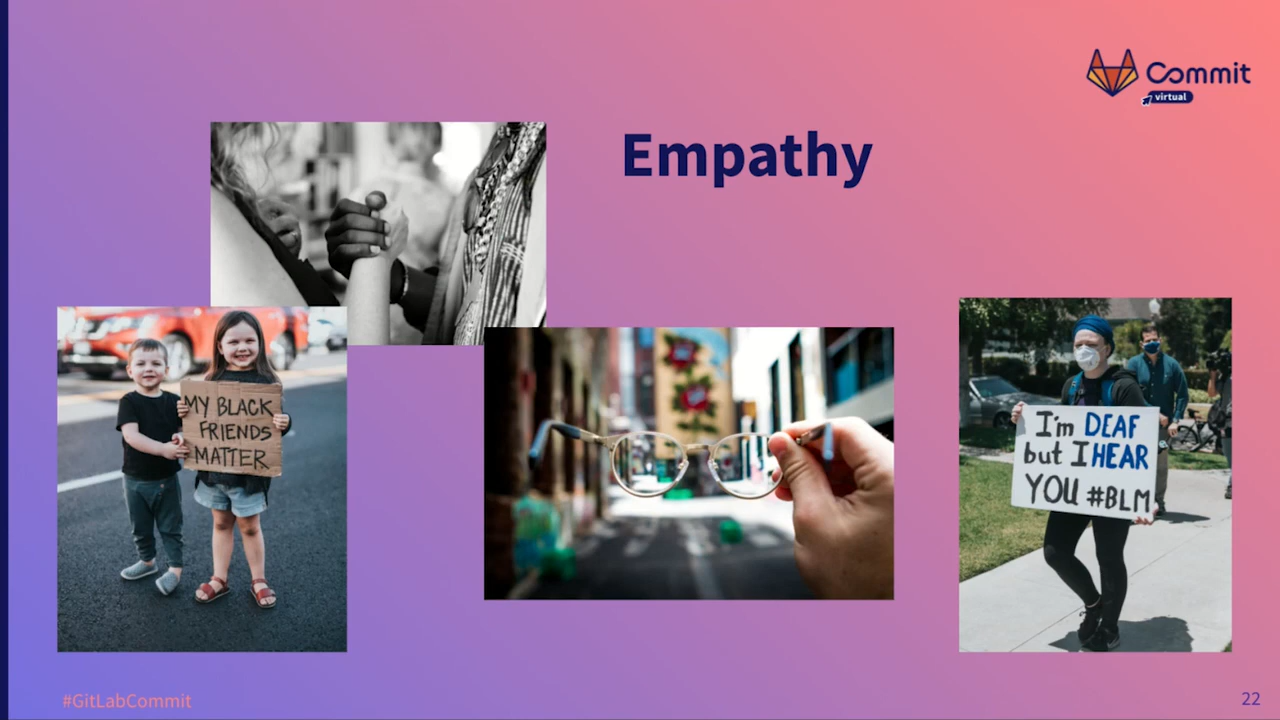 Commit
virtual
Empathy
MY BLACK
FRIENDS
MATTER
I'm DEAF
but I HEAR
YOU #BLM
#GitLabCommit
22